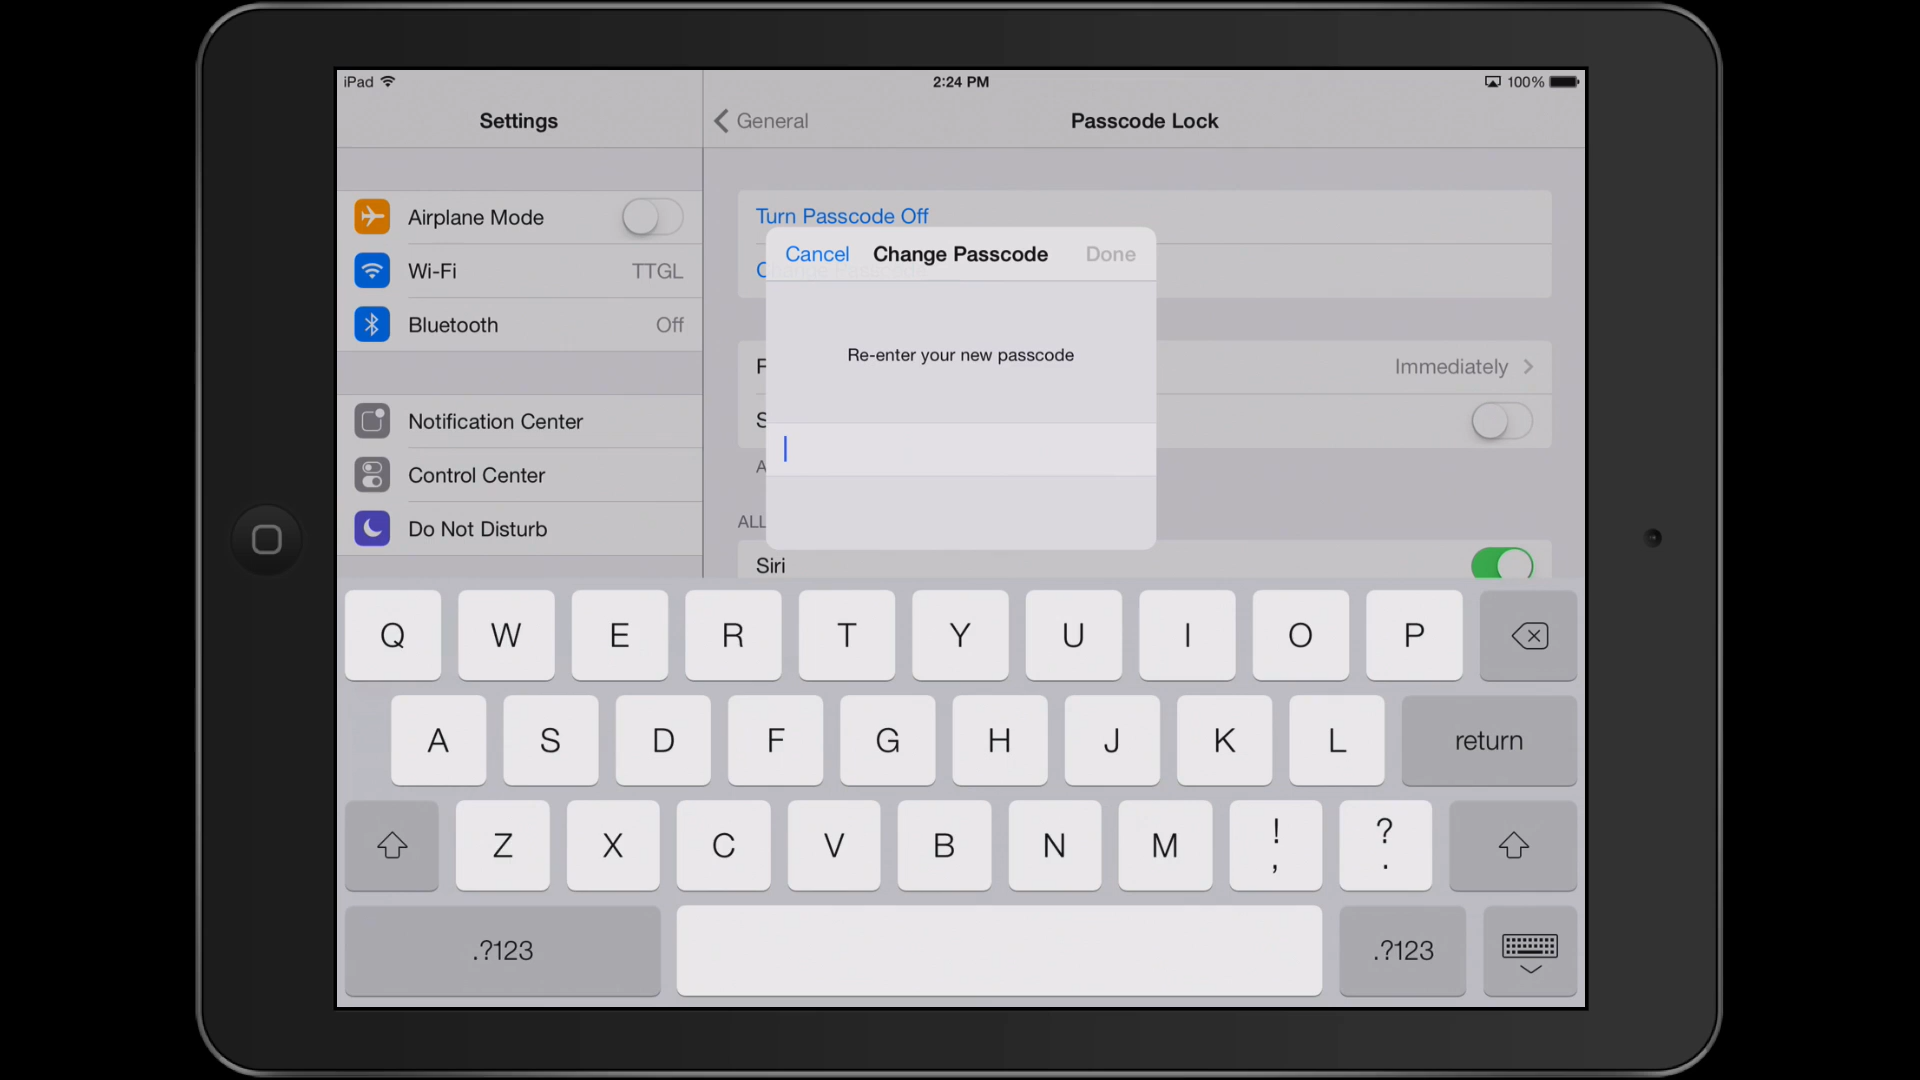 iPad
2:24 PM
100%
Settings
General
Passcode Lock
Airplane Mode
Wi-Fi
TTGL
Bluetooth
Off
Notification Center
Control Center
Do Not Disturb
Turn Passcode Off
Cancel
Change Passcode
Done
Re-enter your new passcode
Immediately
ALL
Siri
Q W E R T Y U I O P
A S D F G H J K L return
Z X C V B N M ! , ? .
.?123
.?123